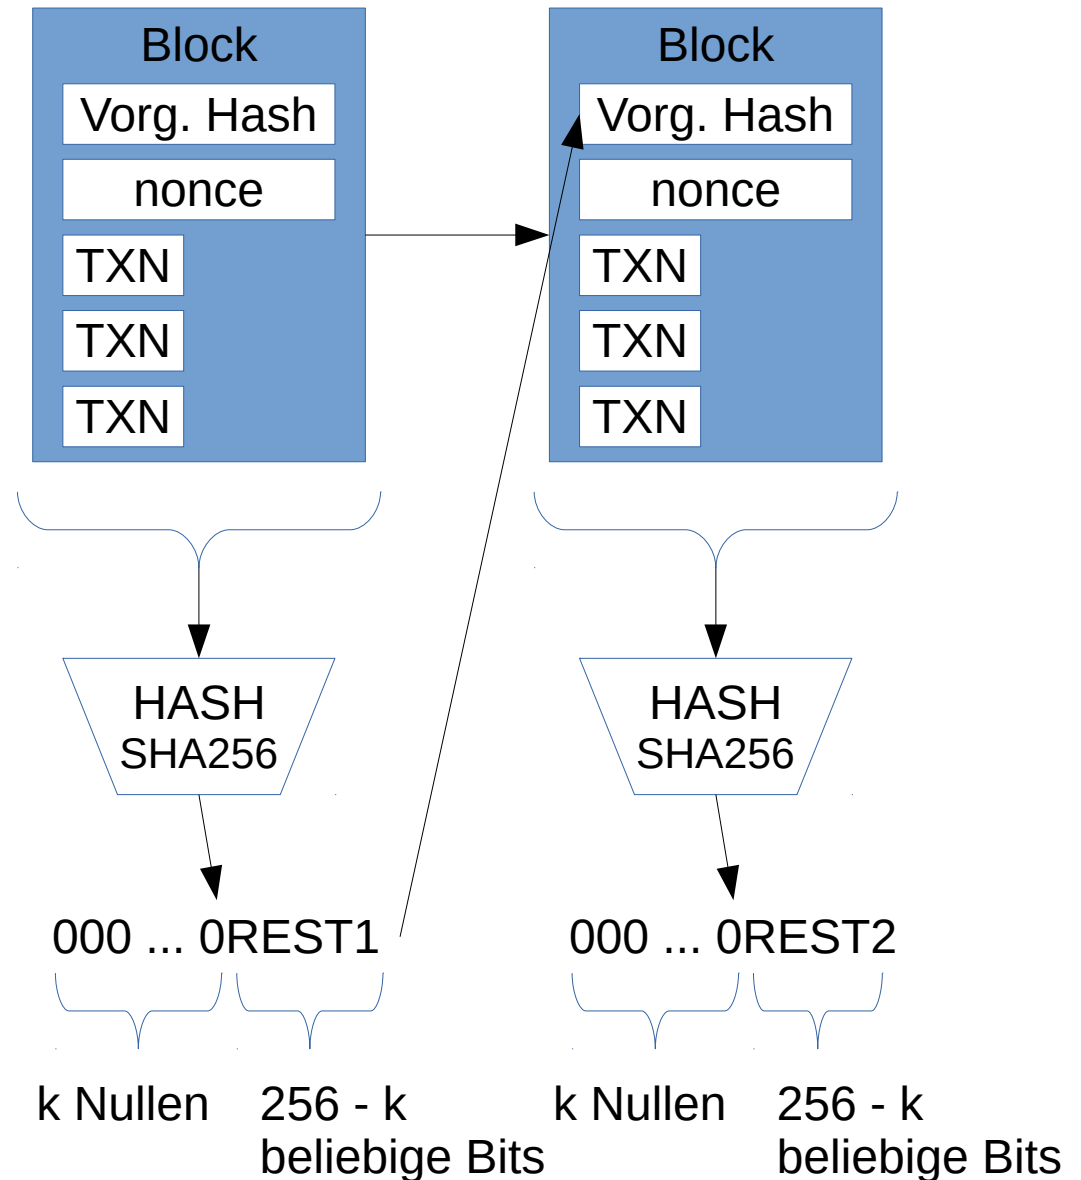 Block
Vorg. Hash
nonce
TXN
TXN
TXN
HASH
SHA256
000 ... 0REST1
k Nullen
256 - k
beliebige Bits
Block
Vorg. Hash
nonce
TXN
TXN
TXN
HASH
SHA256
000 ... 0REST2
k Nullen
256 - k
beliebige Bits